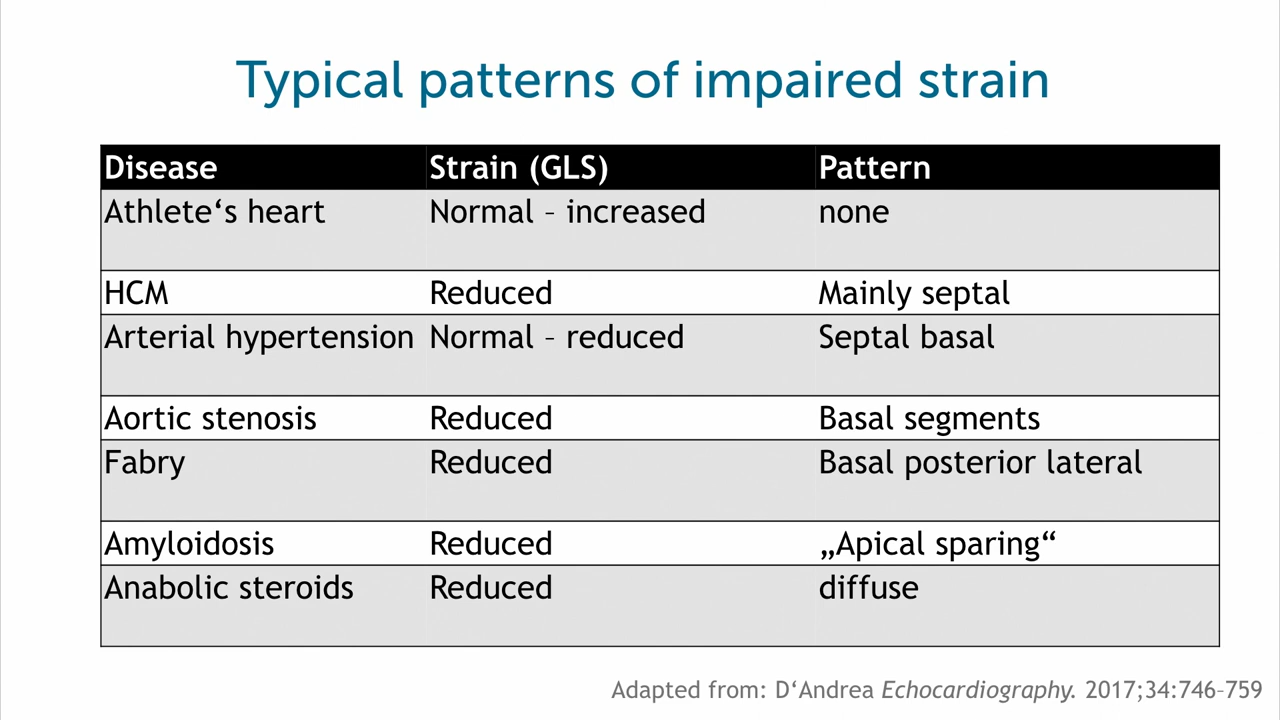 Typical patterns of impaired strain
Disease Strain (GLS) Pattern
Athlete‘s heart Normal – increased none
HCM Reduced Mainly septal
Arterial hypertension Normal – reduced Septal basal
Aortic stenosis Reduced Basal segments
Fabry Reduced Basal posterior lateral
Amyloidosis Reduced „Apical sparing“
Anabolic steroids Reduced diffuse
Adapted from: D‘Andrea Echocardiography. 2017;34:746–759